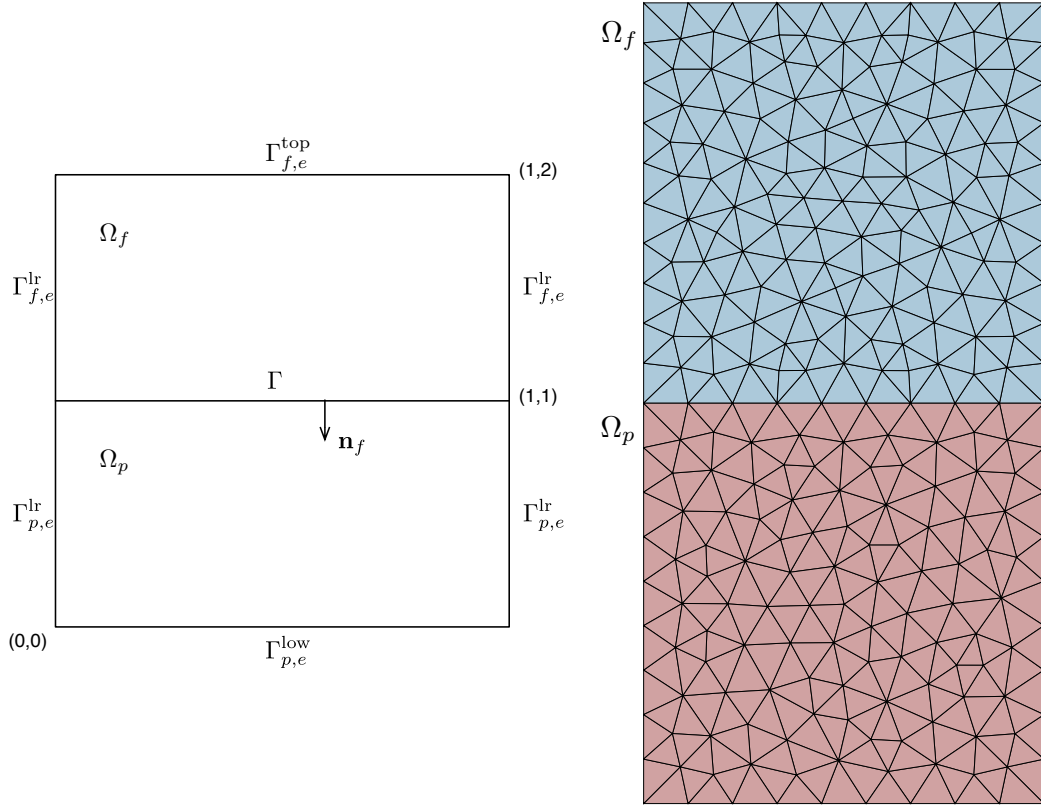 Γ_{f,e}^{top}
(1,2)
Ω_f
Γ_{f,e}^{lr}
Γ_{f,e}^{lr}
Γ
(1,1)
n_f
Ω_p
Γ_{p,e}^{lr}
Γ_{p,e}^{lr}
(0,0)
Γ_{p,e}^{low}
Ω_f
Ω_p